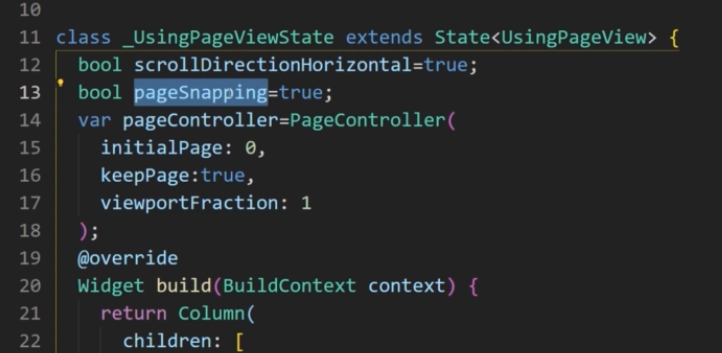 10
11 class _UsingPageViewState extends State<UsingPageView> {
12 bool scrollDirectionHorizontal=true;
13 bool pageSnapping=true;
14 var pageController=PageController(
15 initialPage: 0,
16 keepPage:true,
17 viewportFraction: 1
18 );
19 @override
20 Widget build(BuildContext context) {
21 return Column(
22 children: [